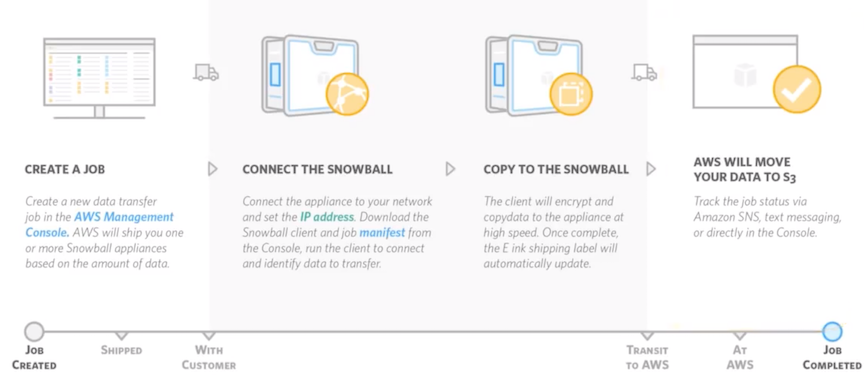 CREATE A JOB
Create a new data transfer
job in the AWS Management
Console. AWS will ship you one
or more Snowball appliances
based on the amount of data.
CONNECT THE SNOWBALL
Connect the appliance to your network
and set the IP address. Download the
Snowball client and job manifest from
the Console, run the client to connect
and identify data to transfer.
COPY TO THE SNOWBALL
The client will encrypt and
copydata to the appliance at
high speed. Once complete,
the E ink shipping label will
automatically update.
AWS WILL MOVE
YOUR DATA TO S3
Track the job status via
Amazon SNS, text messaging,
or directly in the Console.
JOB
CREATED
SHIPPED
WITH
CUSTOMER
TRANSIT
TO AWS
AT
AWS
JOB
COMPLETED